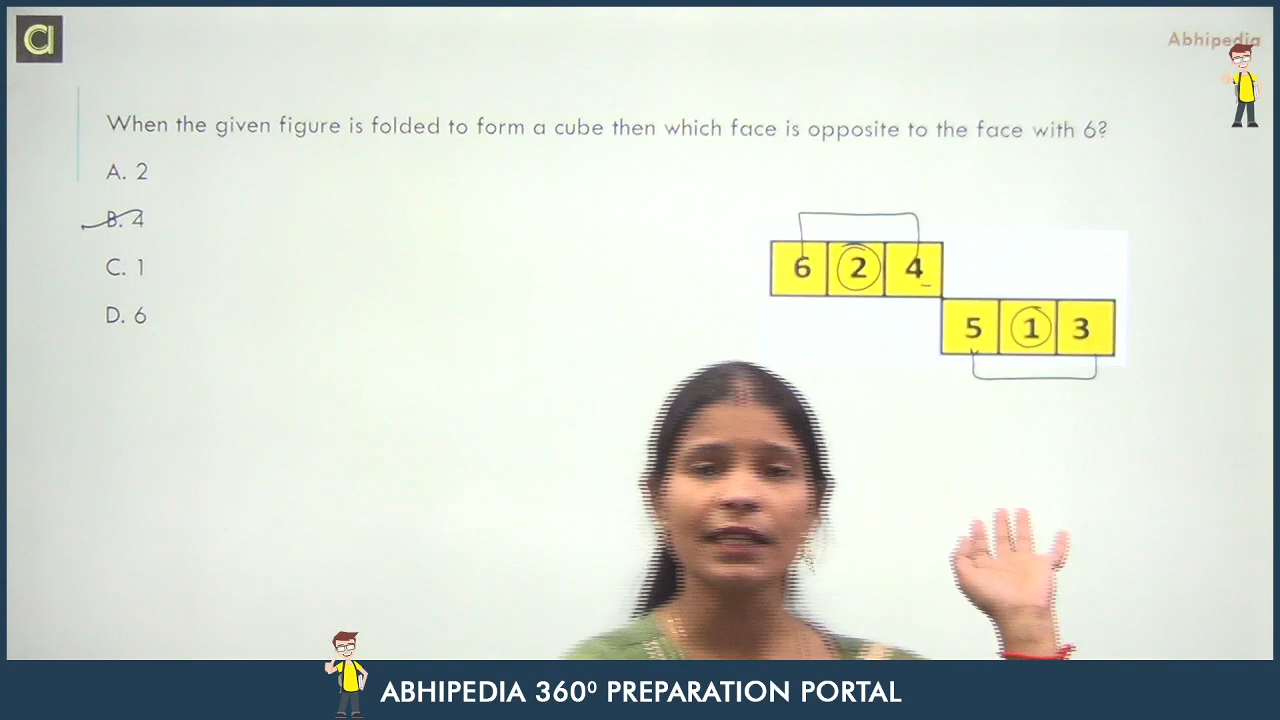 a
Abhipedia
When the given figure is folded to form a cube then which face is opposite to the face with 6?
A. 2
B. 4
C. 1
D. 6
6 2 4
5 1 3
ABHIPEDIA 360⁰ PREPARATION PORTAL